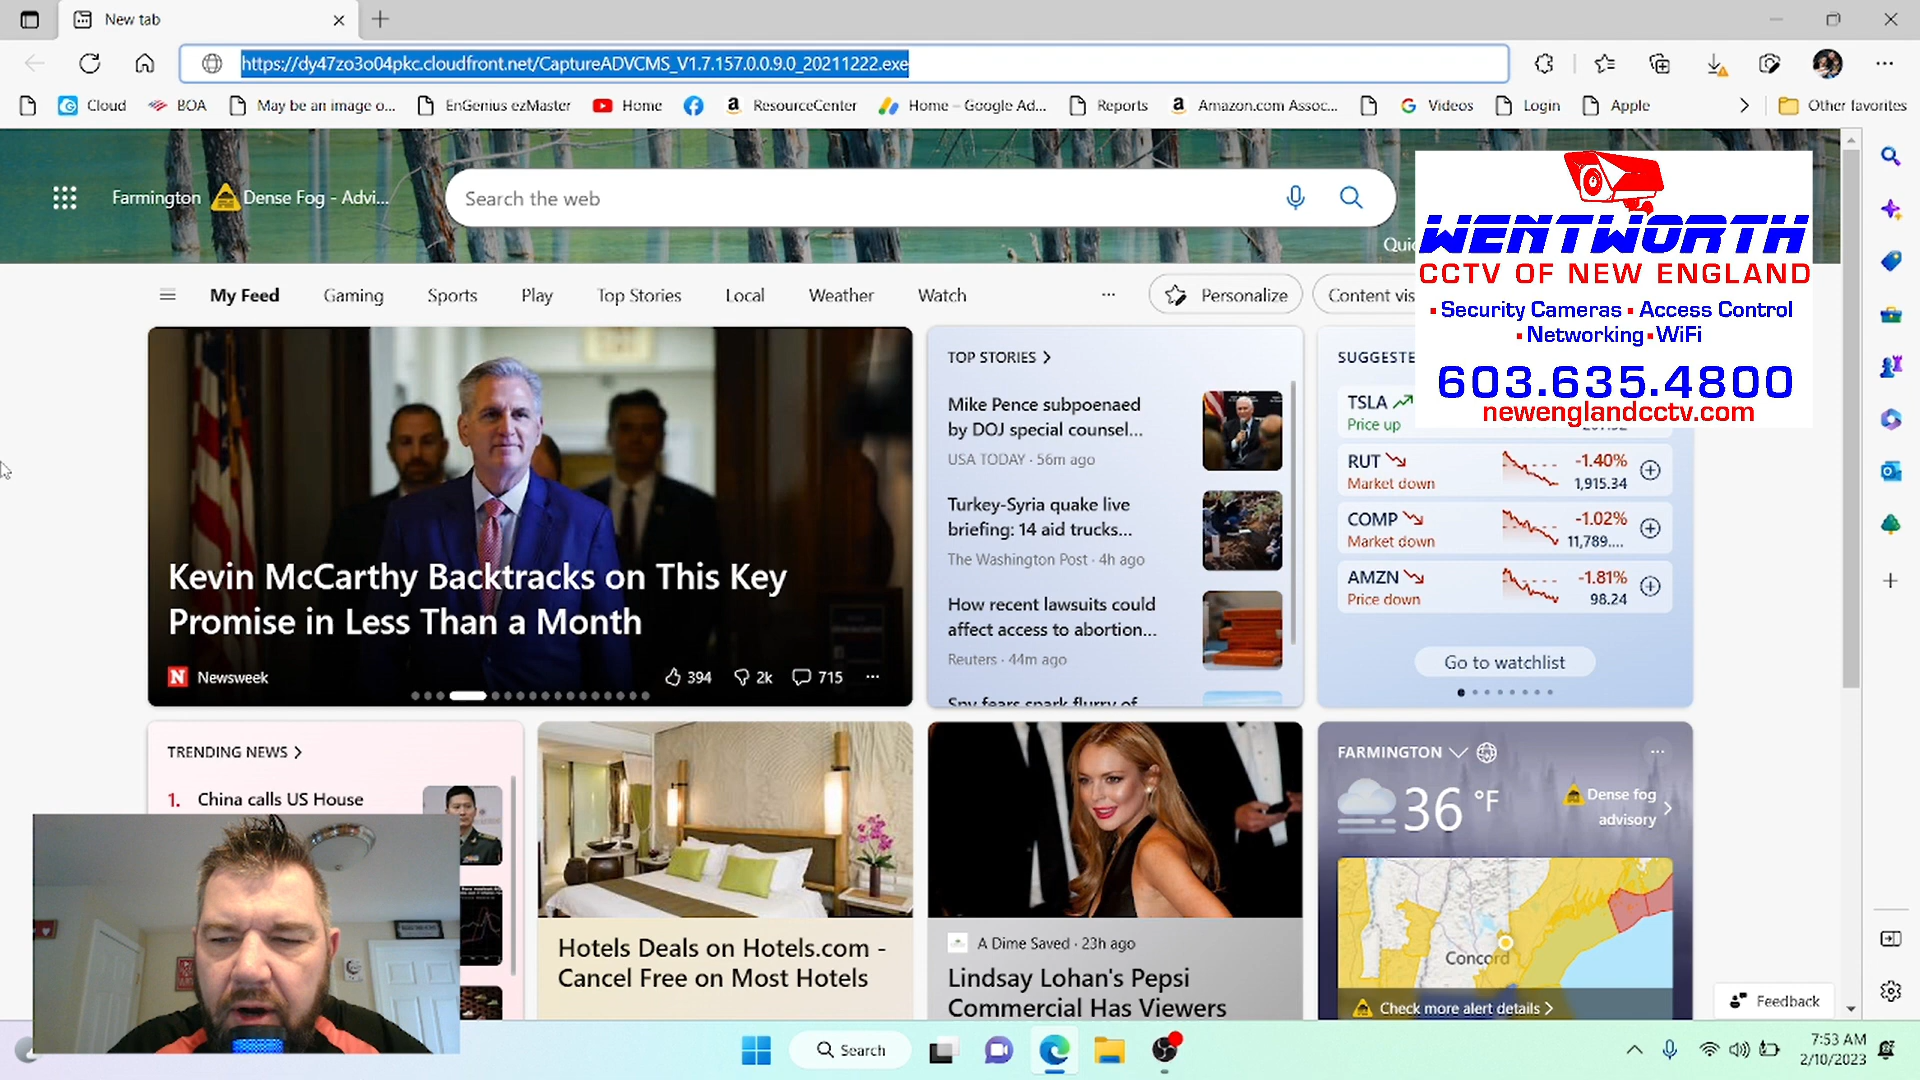 New tab
https://dy47zo3o04pkc.cloudfront.net/CaptureADVCMS_V1.7.157.0.0.9.0_20211222.exe
Cloud
BOA
May be an image o...
EnGenius ezMaster
Home
ResourceCenter
Home – Google Ad...
Reports
Amazon.com Assoc...
Videos
Login
Apple
Other favorites
Farmington
Dense Fog - Advi...
Search the web
Quic
WENTWORTH
CCTV OF NEW ENGLAND
▪Security Cameras ▪ Access Control
▪Networking ▪WiFi
603.635.4800
newenglandcctv.com
My Feed
Gaming
Sports
Play
Top Stories
Local
Weather
Watch
...
Personalize
Content vis
Kevin McCarthy Backtracks on This Key
Promise in Less Than a Month
N Newsweek
394
2k
715
TOP STORIES
Mike Pence subpoenaed
by DOJ special counsel...
USA TODAY · 56m ago
Turkey-Syria quake live
briefing: 14 aid trucks...
The Washington Post · 4h ago
How recent lawsuits could
affect access to abortion...
Reuters · 44m ago
Spy fears spark flurry of
SUGGESTE
TSLA
Price up
RUT
Market down
-1.40%
1,915.34
COMP
Market down
-1.02%
11,789....
AMZN
Price down
-1.81%
98.24
Go to watchlist
TRENDING NEWS
1. China calls US House
Hotels Deals on Hotels.com -
Cancel Free on Most Hotels
A Dime Saved · 23h ago
Lindsay Lohan's Pepsi
Commercial Has Viewers
FARMINGTON
36 °F
Dense fog
advisory
Concord
Check more alert details
Feedback
Search
7:53 AM
2/10/2023